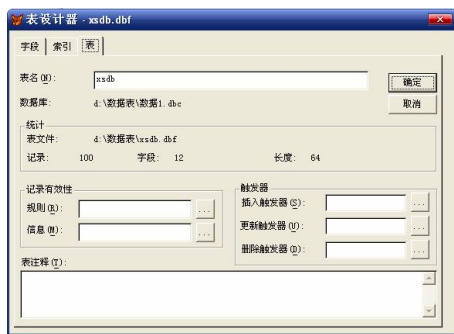 表设计器 - xsdb.dbf
字段 索引 表
表名(N): xsdb 确定
数据库: d:\数据表\数据1.dbc 取消
统计
表文件: d:\数据表\xsdb.dbf
记录: 100 字段: 12 长度: 64
记录有效性
规则(R): ...
信息(M): ...
触发器
插入触发器(S): ...
更新触发器(U): ...
删除触发器(D): ...
表注释(T):